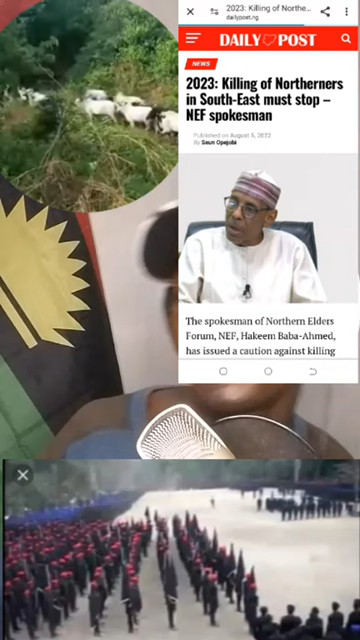 2023: Killing of Northe...
dailypost.ng
DAILY POST
NEWS
2023: Killing of Northerners
in South-East must stop –
NEF spokesman
Published on August 5, 2022
By Seun Opejobi
The spokesman of Northern Elders
Forum, NEF, Hakeem Baba-Ahmed,
has issued a caution against killing